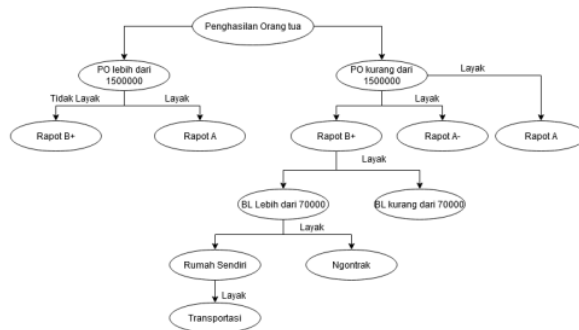 Penghasilan Orang tua
PO lebih dari
1500000
PO kurang dari
1500000
Layak
Tidak Layak
Layak
Layak
Rapot B+
Rapot A
Rapot B+
Rapot A-
Rapot A
Layak
BL Lebih dari 70000
BL kurang dari 70000
Layak
Rumah Sendiri
Ngontrak
Layak
Transportasi